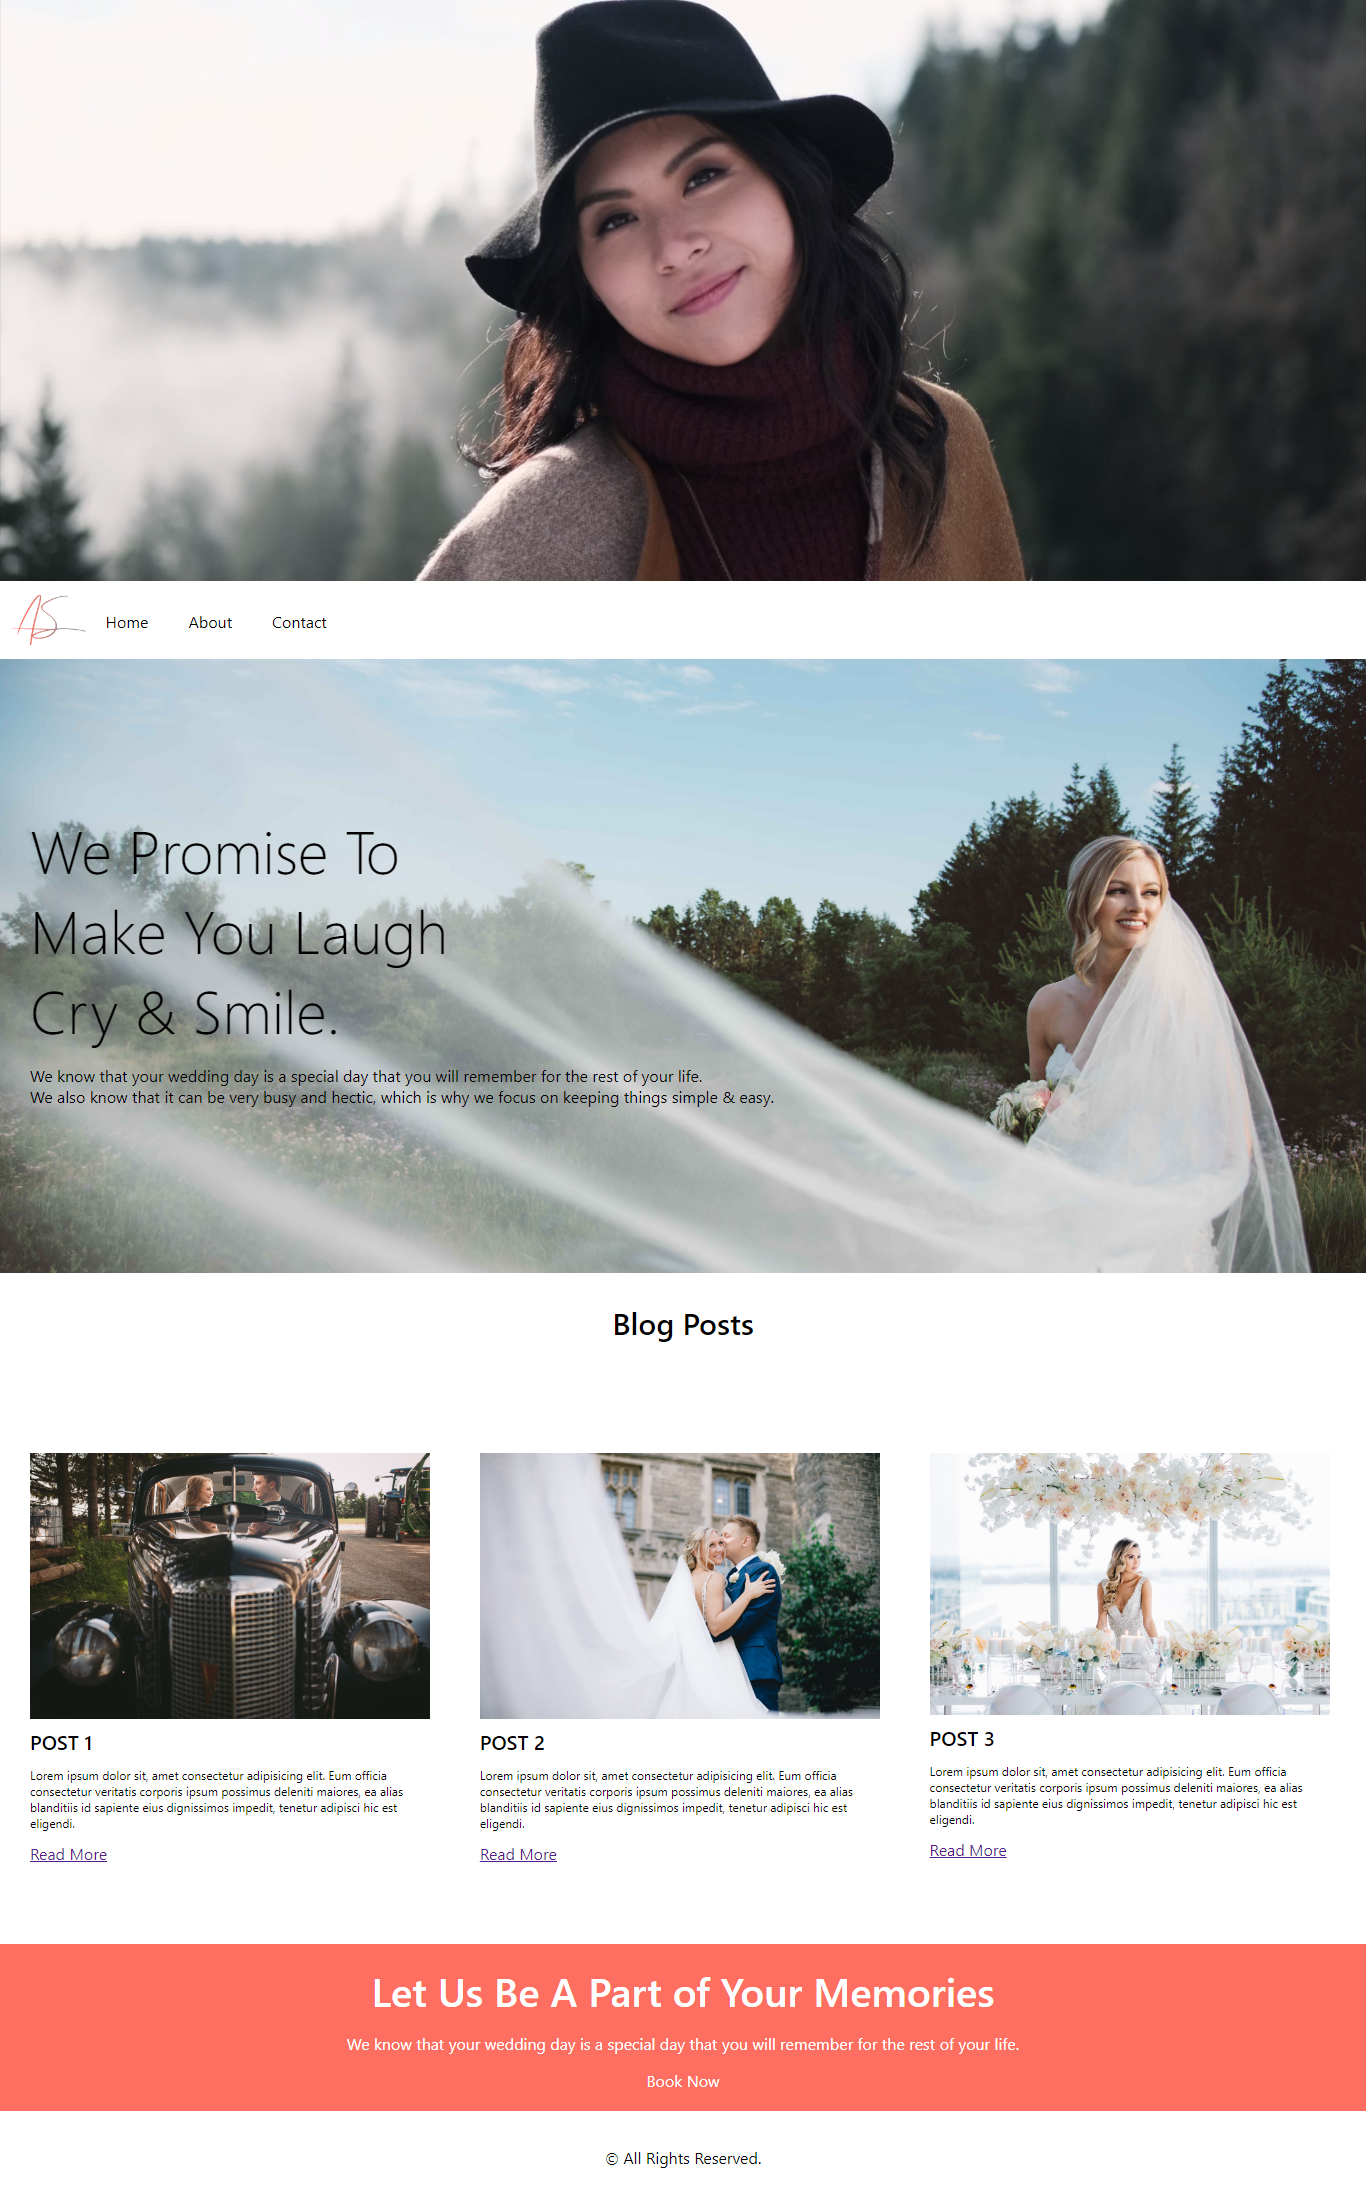 AS
Home
About
Contact
We Promise To
Make You Laugh
Cry & Smile.
We know that your wedding day is a special day that you will remember for the rest of your life.
We also know that it can be very busy and hectic, which is why we focus on keeping things simple & easy.
Blog Posts
POST 1
Lorem ipsum dolor sit, amet consectetur adipisicing elit. Eum officia
consectetur veritatis corporis ipsum possimus deleniti maiores, ea alias
blanditiis id sapiente eius dignissimos impedit, tenetur adipisci hic est
eligendi.
Read More
POST 2
Lorem ipsum dolor sit, amet consectetur adipisicing elit. Eum officia
consectetur veritatis corporis ipsum possimus deleniti maiores, ea alias
blanditiis id sapiente eius dignissimos impedit, tenetur adipisci hic est
eligendi.
Read More
POST 3
Lorem ipsum dolor sit, amet consectetur adipisicing elit. Eum officia
consectetur veritatis corporis ipsum possimus deleniti maiores, ea alias
blanditiis id sapiente eius dignissimos impedit, tenetur adipisci hic est
eligendi.
Read More
Let Us Be A Part of Your Memories
We know that your wedding day is a special day that you will remember for the rest of your life.
Book Now
© All Rights Reserved.